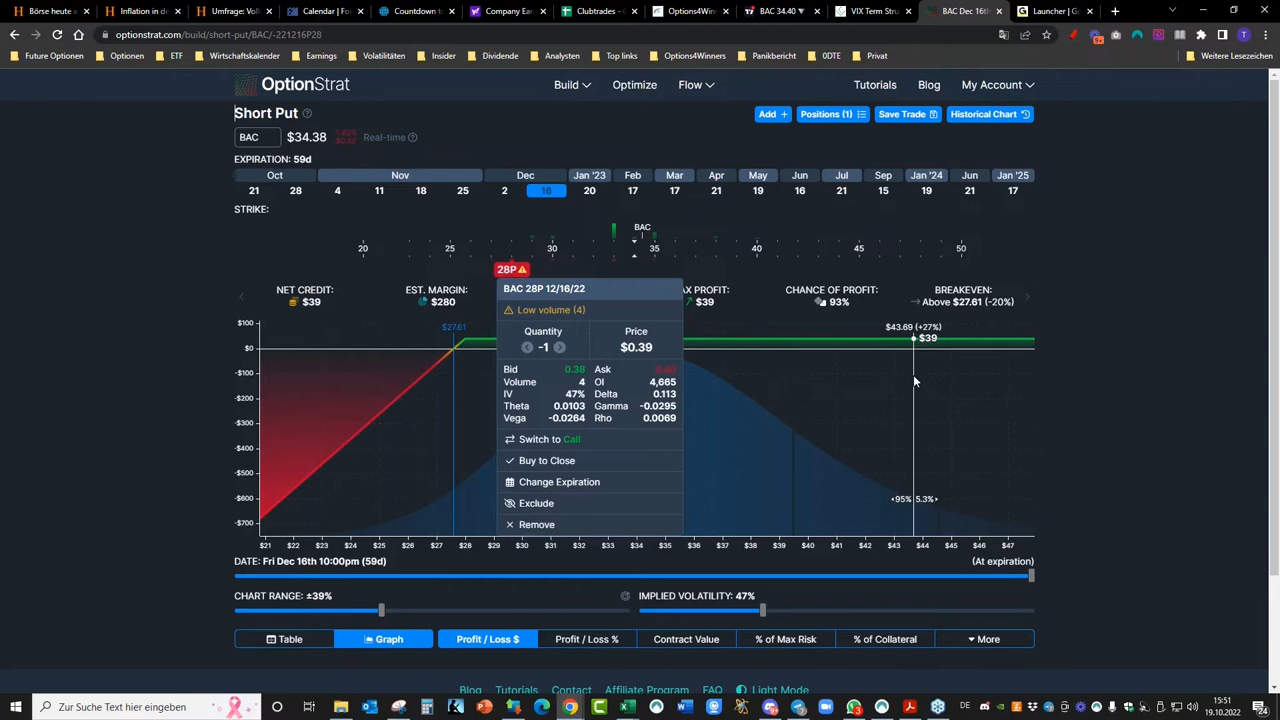 Börse heute a
Inflation in de
Umfrage: Volk
Calendar | Fo
Countdown t
Company Ear
Clubtrades - C
Options4Win
BAC 34.40
VIX Term Stru
BAC Dec 16th
Launcher | G
optionstrat.com/build/short-put/BAC/-221216P28
Future Optionen
Optionen
ETF
Wirtschaftskalender
Earnings
Volatilitäten
Insider
Dividende
Analysten
Top links
Options4Winners
Panikbericht
0DTE
Privat
Weitere Lesezeichen
OptionStrat
Build
Optimize
Flow
Tutorials
Blog
My Account
Short Put
Add +
Positions (1)
Save Trade
Historical Chart
BAC
$34.38
Real-time
EXPIRATION: 59d
Oct Nov Dec Jan '23 Feb Mar Apr May Jun Jul Sep Jan '24 Jun Jan '25
21 28 4 11 18 25 2 16 20 17 17 21 19 16 21 15 19 21 17
STRIKE:
BAC
20 25 30 35 40 45 50
28P
NET CREDIT:
$39
EST. MARGIN:
$280
AX PROFIT:
$39
CHANCE OF PROFIT:
93%
BREAKEVEN:
Above $27.61 (-20%)
BAC 28P 12/16/22
Low volume (4)
Quantity Price
-1 $0.39
Bid 0.38 Ask 0.40
Volume 4 OI 4,665
IV 47% Delta 0.113
Theta 0.0103 Gamma -0.0295
Vega -0.0264 Rho 0.0069
Switch to Call
Buy to Close
Change Expiration
Exclude
Remove
$27.61
$43.69 (+27%)
$39
95% 5.3%
$100
$0
-$100
-$200
-$300
-$400
-$500
-$600
-$700
$21 $22 $23 $24 $25 $26 $27 $28 $29 $30 $31 $32 $33 $34 $35 $36 $37 $38 $39 $40 $41 $42 $43 $44 $45 $46 $47
DATE: Fri Dec 16th 10:00pm (59d)
(At expiration)
CHART RANGE: ±39%
IMPLIED VOLATILITY: 47%
Table
Graph
Profit / Loss $
Profit / Loss %
Contract Value
% of Max Risk
% of Collateral
More
Blog
Tutorials
Contact
Affiliate Program
FAQ
Light Mode
Zur Suche Text hier eingeben
DE
15:51
19.10.2022